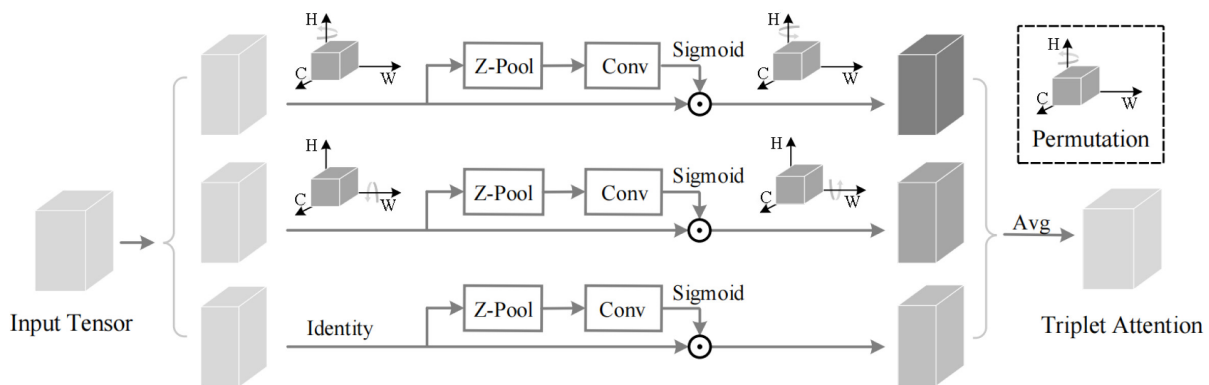 H
C
W
Z-Pool
Conv
Sigmoid
H
C
W
H
C
W
Permutation
H
C
W
Z-Pool
Conv
Sigmoid
H
C
W
Avg
Input Tensor
Identity
Z-Pool
Conv
Sigmoid
Triplet Attention